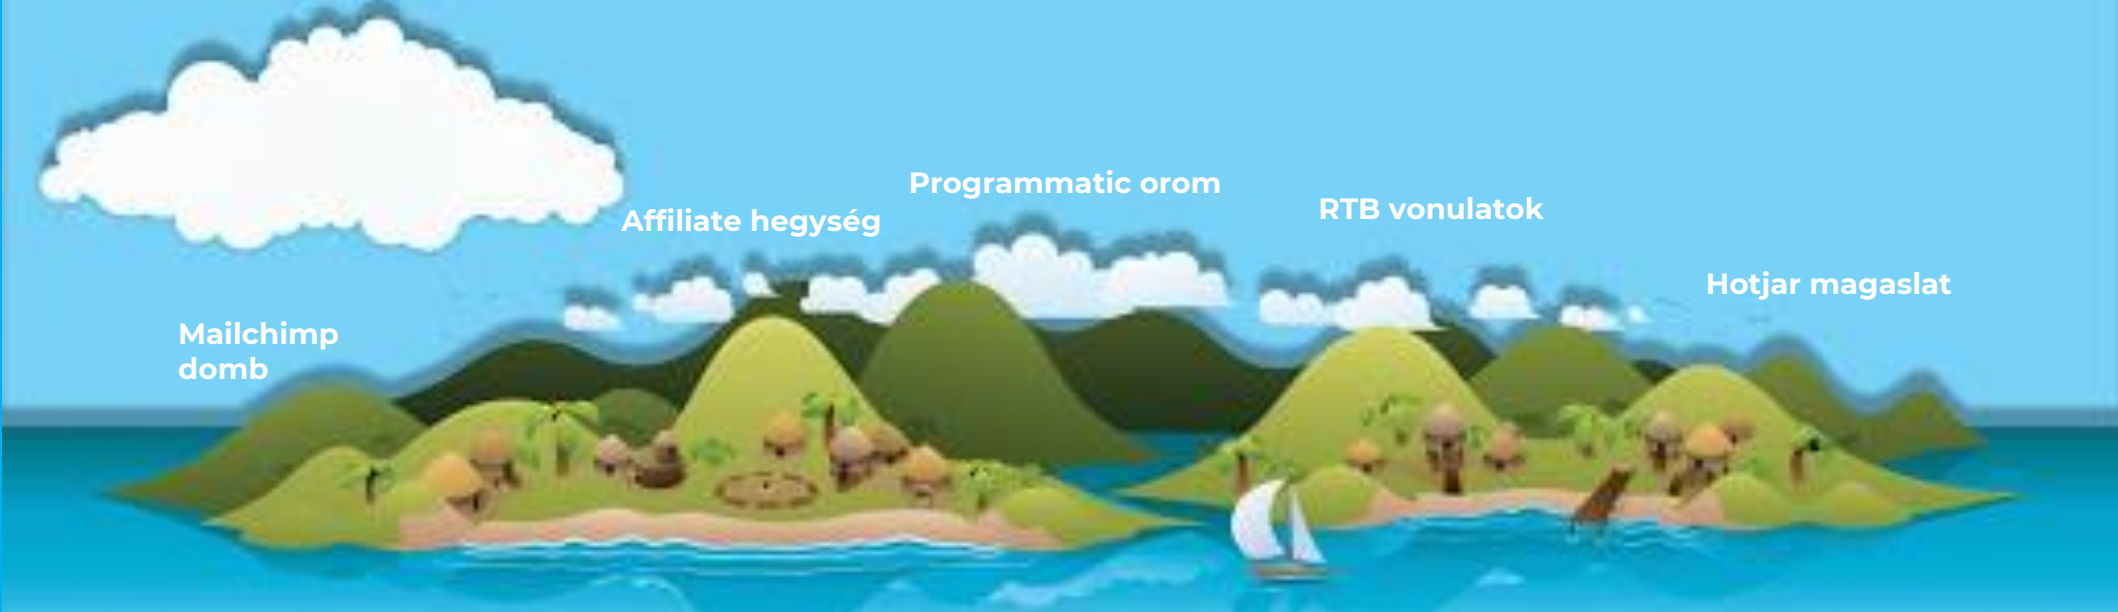 Programmatic orom
Affiliate hegység
RTB vonulatok
Hotjar magaslat
Mailchimp
domb